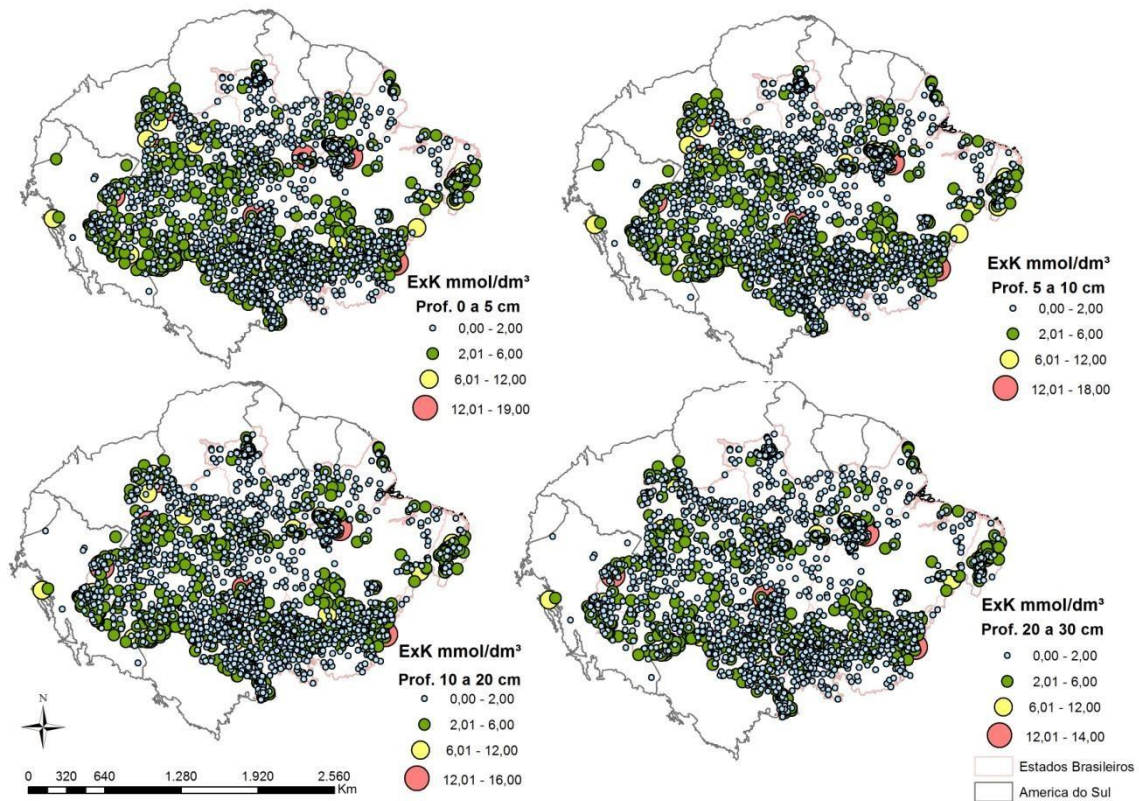 ExK mmol/dm³
Prof. 0 a 5 cm
0,00 - 2,00
2,01 - 6,00
6,01 - 12,00
12,01 - 19,00
ExK mmol/dm³
Prof. 5 a 10 cm
0,00 - 2,00
2,01 - 6,00
6,01 - 12,00
12,01 - 18,00
ExK mmol/dm³
Prof. 10 a 20 cm
0,00 - 2,00
2,01 - 6,00
6,01 - 12,00
12,01 - 16,00
ExK mmol/dm³
Prof. 20 a 30 cm
0,00 - 2,00
2,01 - 6,00
6,01 - 12,00
12,01 - 14,00
N
0 320 640 1.280 1.920 2.560
Km
Estados Brasileiros
America do Sul